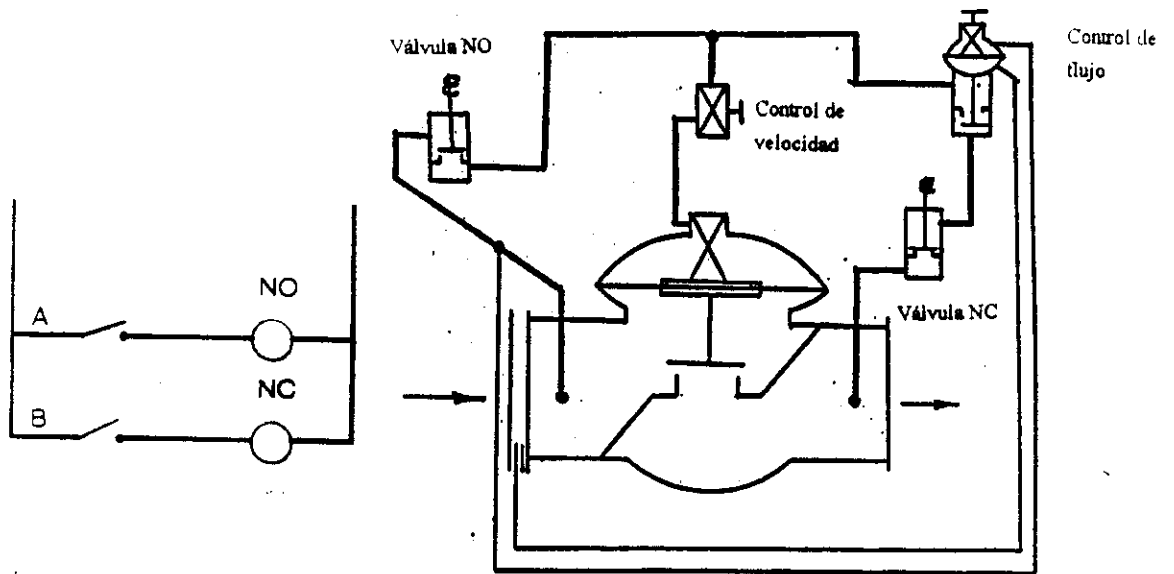 Válvula NO
Control de
flujo
Control de
velocidad
Válvula NC
A
NO
B
NC